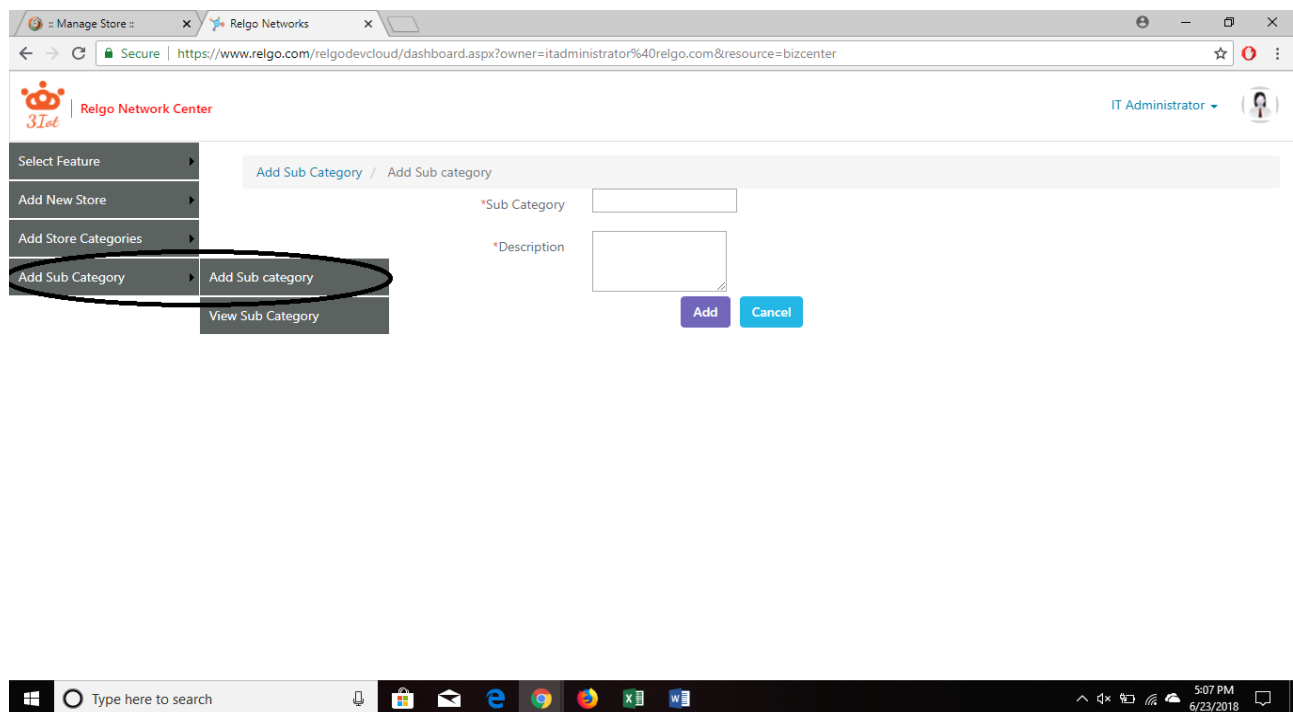 :: Manage Store ::
Relgo Networks
Secure | https://www.relgo.com/relgodevcloud/dashboard.aspx?owner=itadministrator%40relgo.com&resource=bizcenter
3Iot
Relgo Network Center
IT Administrator
Select Feature
Add New Store
Add Store Categories
Add Sub Category
Add Sub category
View Sub Category
Add Sub Category / Add Sub category
*Sub Category
*Description
Add
Cancel
Type here to search
5:07 PM
6/23/2018